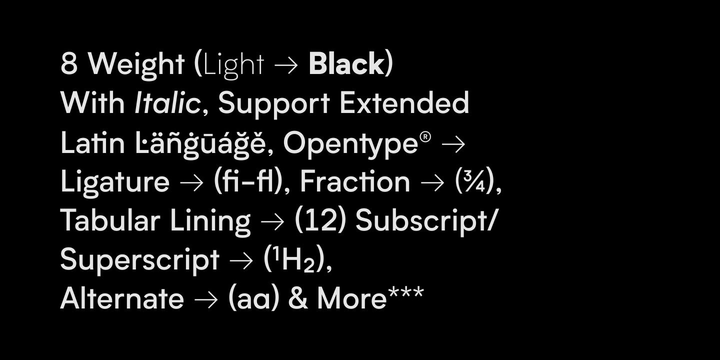 8 Weight (Light → Black)
With Italic, Support Extended
Latin Ŀäñġūáğě, Opentype® →
Ligature → (fi–fl), Fraction → (¾),
Tabular Lining → (12) Subscript/
Superscript → (¹H₂),
Alternate → (aɑ) & More***